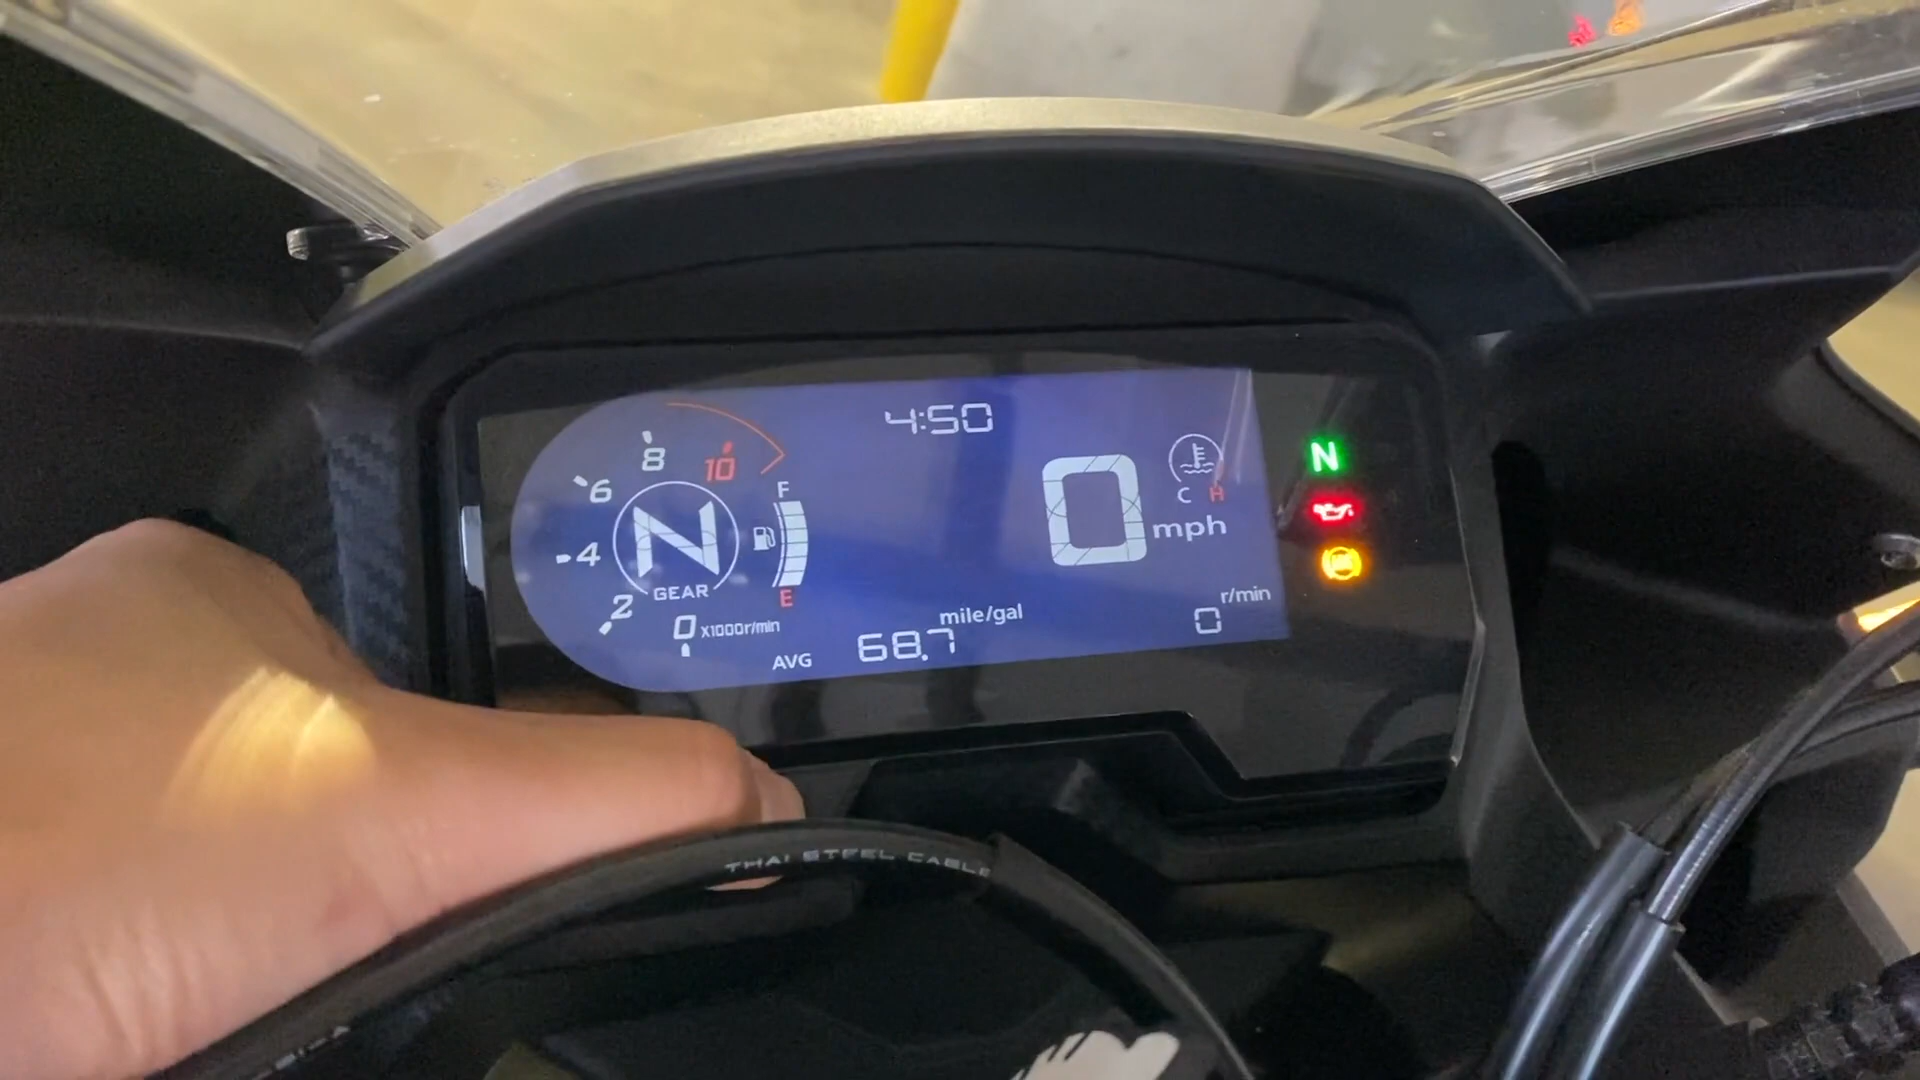 4:50
8
10
6
F
C H
0
mph
N
4
N
GEAR
E
2
0 X1000r/min
AVG 68.7 mile/gal
r/min
0
ABS
THAI STEEL CABLE